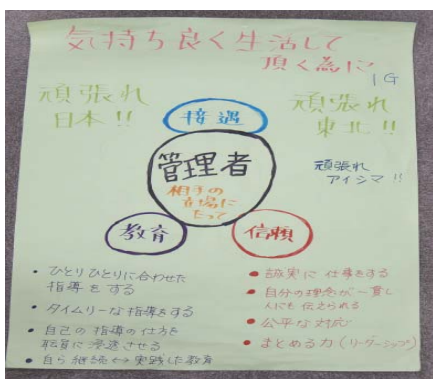 気持ち良く生活して
頂く為に
1G
頑張れ
日本!!
頑張れ
東北!!
頑張れ
アイシマ!!
接遇
管理者
相手の
立場に
たって
教育
信頼
・ひとりひとりに合わせた
指導をする
・タイムリーな指導をする
・自己の指導の仕方を
職員に浸透させる
・自ら継続↔実践した教育
・誠実に仕事をする
・自分の理念が一貫し
人にも伝えられる
・公平な対応
・まとめる力(リーダーシップ)